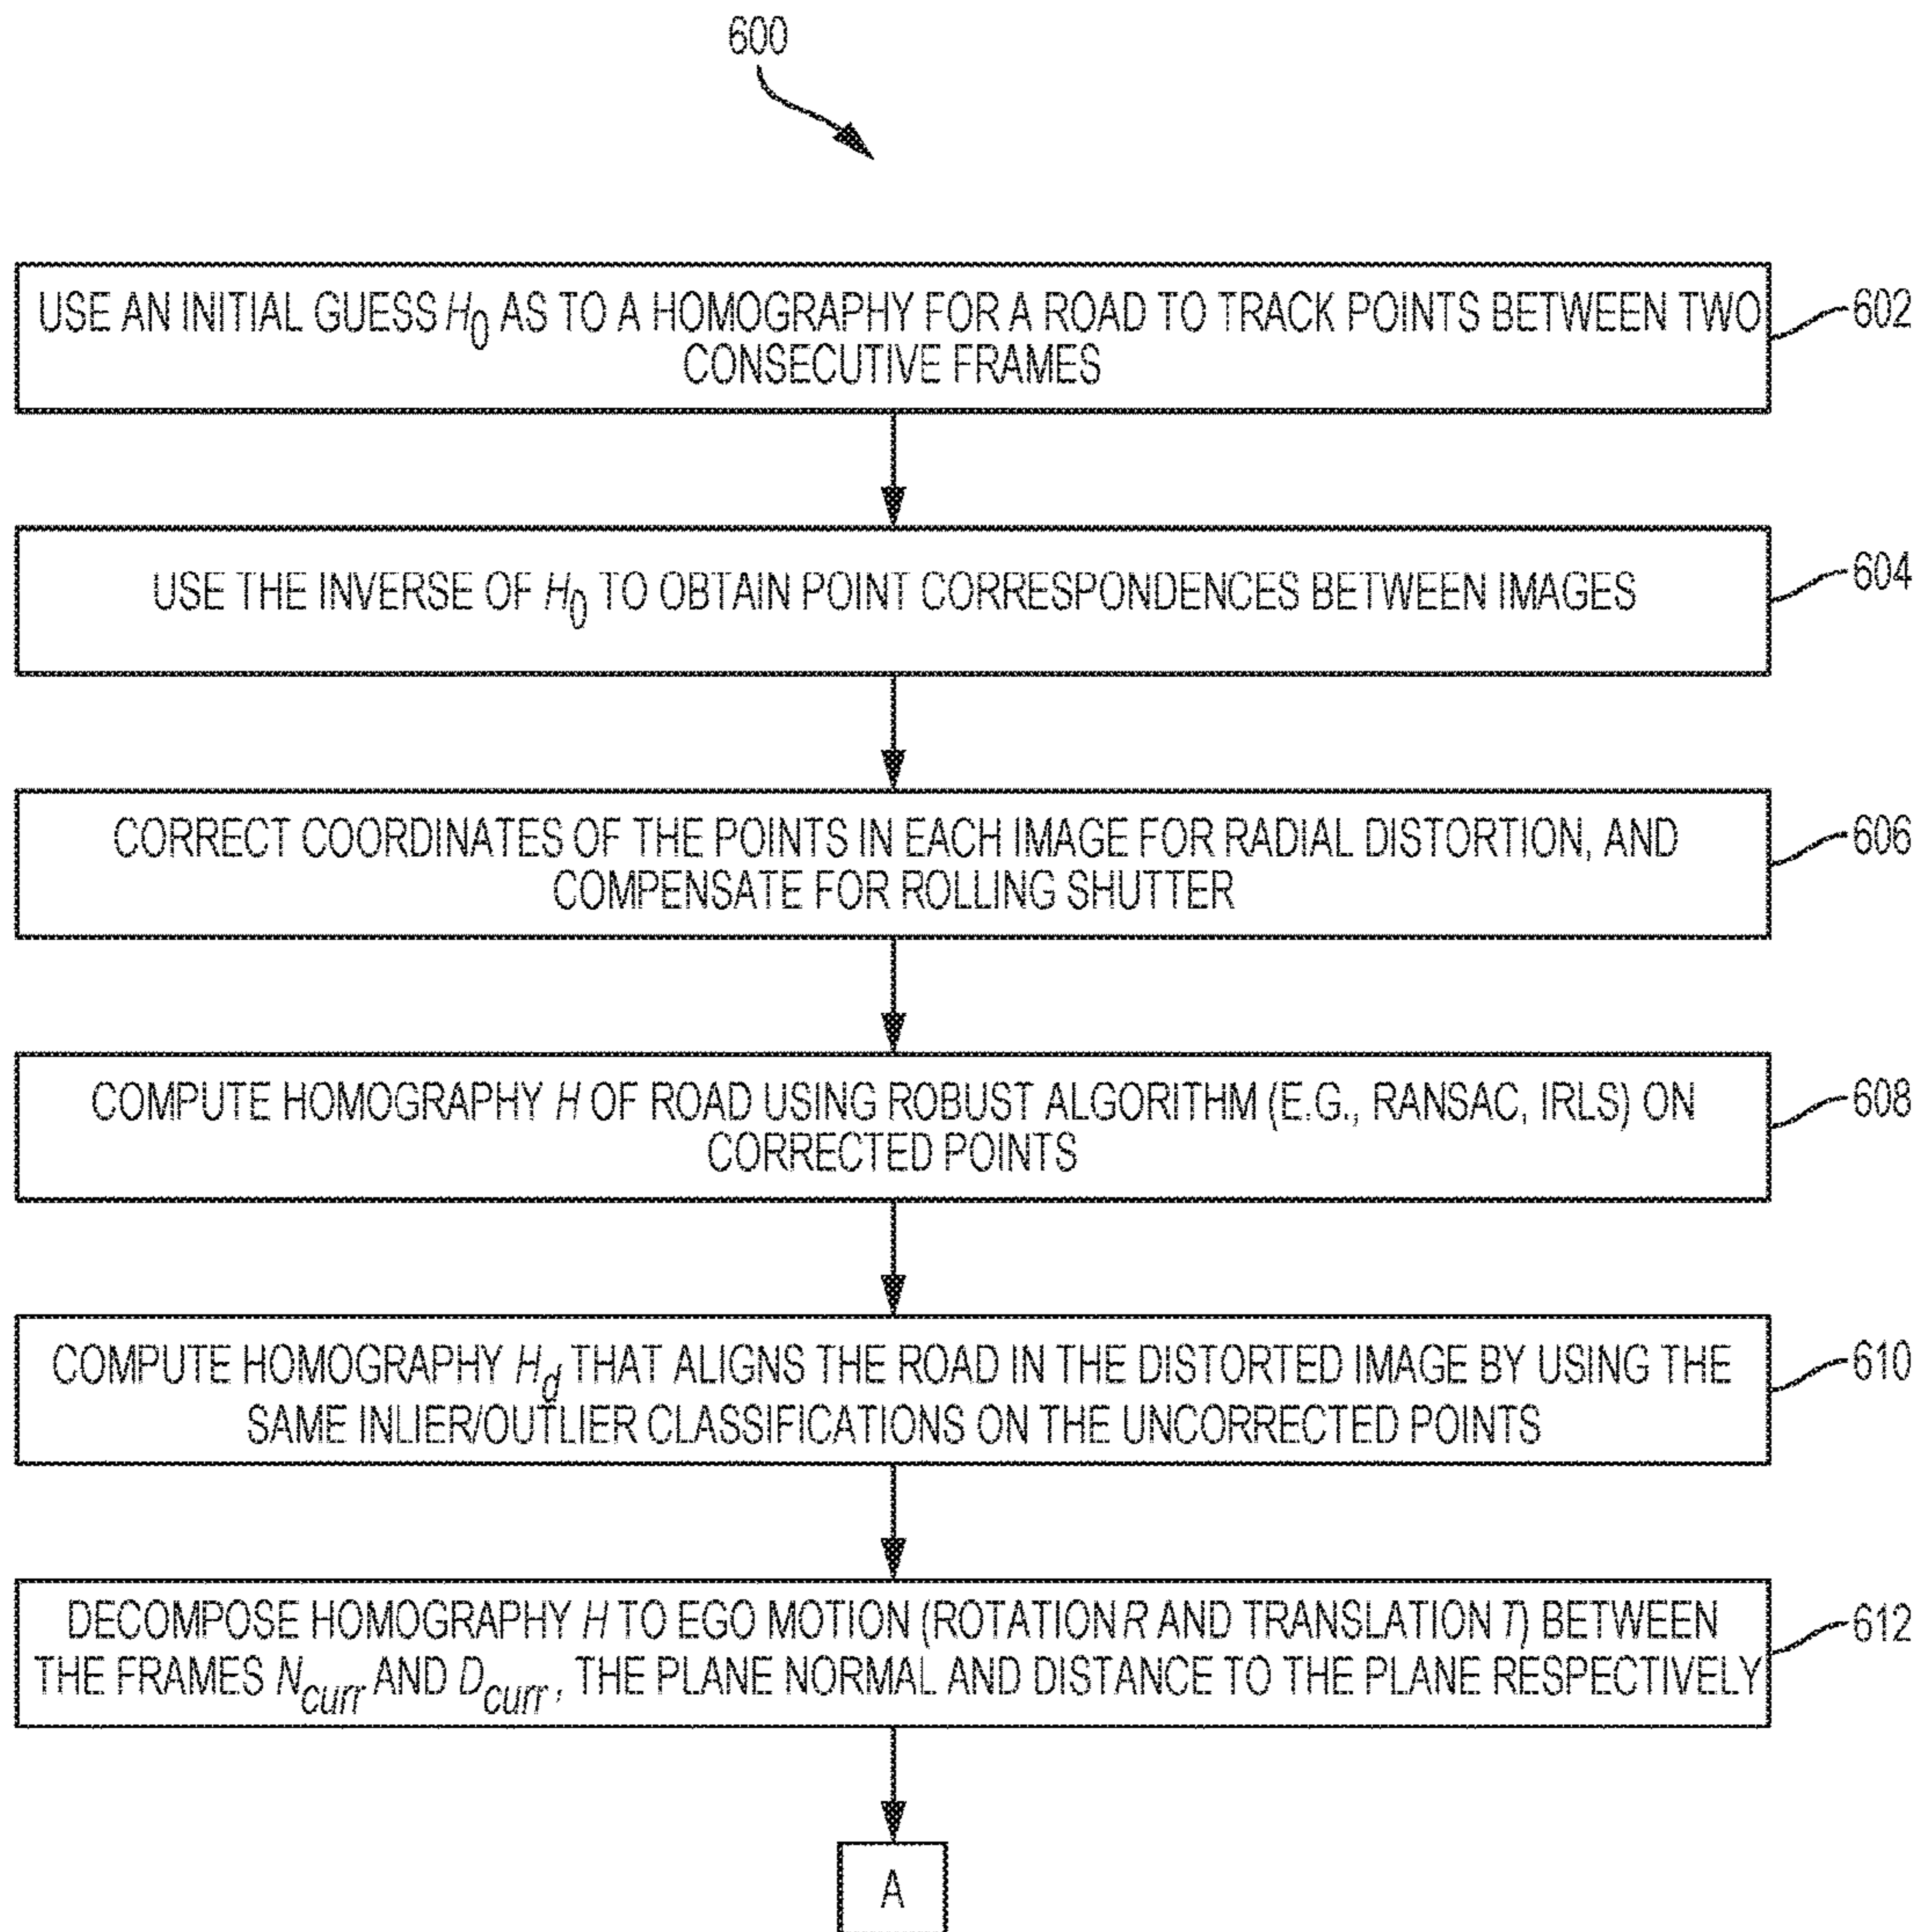 600
USE AN INITIAL GUESS H0 AS TO A HOMOGRAPHY FOR A ROAD TO TRACK POINTS BETWEEN TWO
CONSECUTIVE FRAMES
602
USE THE INVERSE OF H0 TO OBTAIN POINT CORRESPONDENCES BETWEEN IMAGES
604
CORRECT COORDINATES OF THE POINTS IN EACH IMAGE FOR RADIAL DISTORTION, AND
COMPENSATE FOR ROLLING SHUTTER
606
COMPUTE HOMOGRAPHY H OF ROAD USING ROBUST ALGORITHM (E.G., RANSAC, IRLS) ON
CORRECTED POINTS
608
COMPUTE HOMOGRAPHY Hd THAT ALIGNS THE ROAD IN THE DISTORTED IMAGE BY USING THE
SAME INLIER/OUTLIER CLASSIFICATIONS ON THE UNCORRECTED POINTS
610
DECOMPOSE HOMOGRAPHY H TO EGO MOTION (ROTATION R AND TRANSLATION T) BETWEEN
THE FRAMES Ncurr AND Dcurr, THE PLANE NORMAL AND DISTANCE TO THE PLANE RESPECTIVELY
612
A